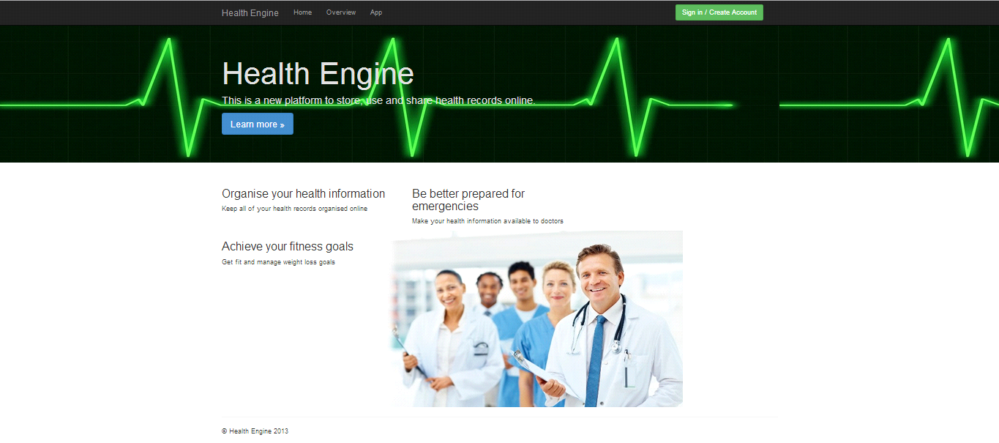 Health Engine Home Overview App Sign in / Create Account
Health Engine
This is a new platform to store, use and share health records online.
Learn more »
Organise your health information
Keep all of your health records organised online
Be better prepared for
emergencies
Make your health information available to doctors
Achieve your fitness goals
Get fit and manage weight loss goals
© Health Engine 2013